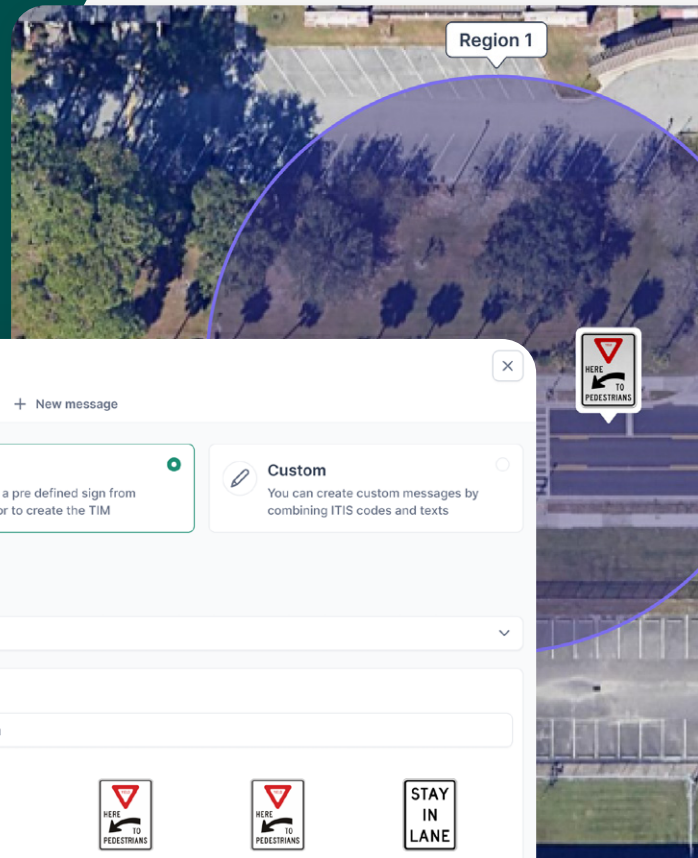 Region 1
HERE
TO
PEDESTRIANS
+ New message
a pre defined sign from
or to create the TIM
Custom
You can create custom messages by
combining ITIS codes and texts
HERE
TO
PEDESTRIANS
HERE
TO
PEDESTRIANS
STAY
IN
LANE